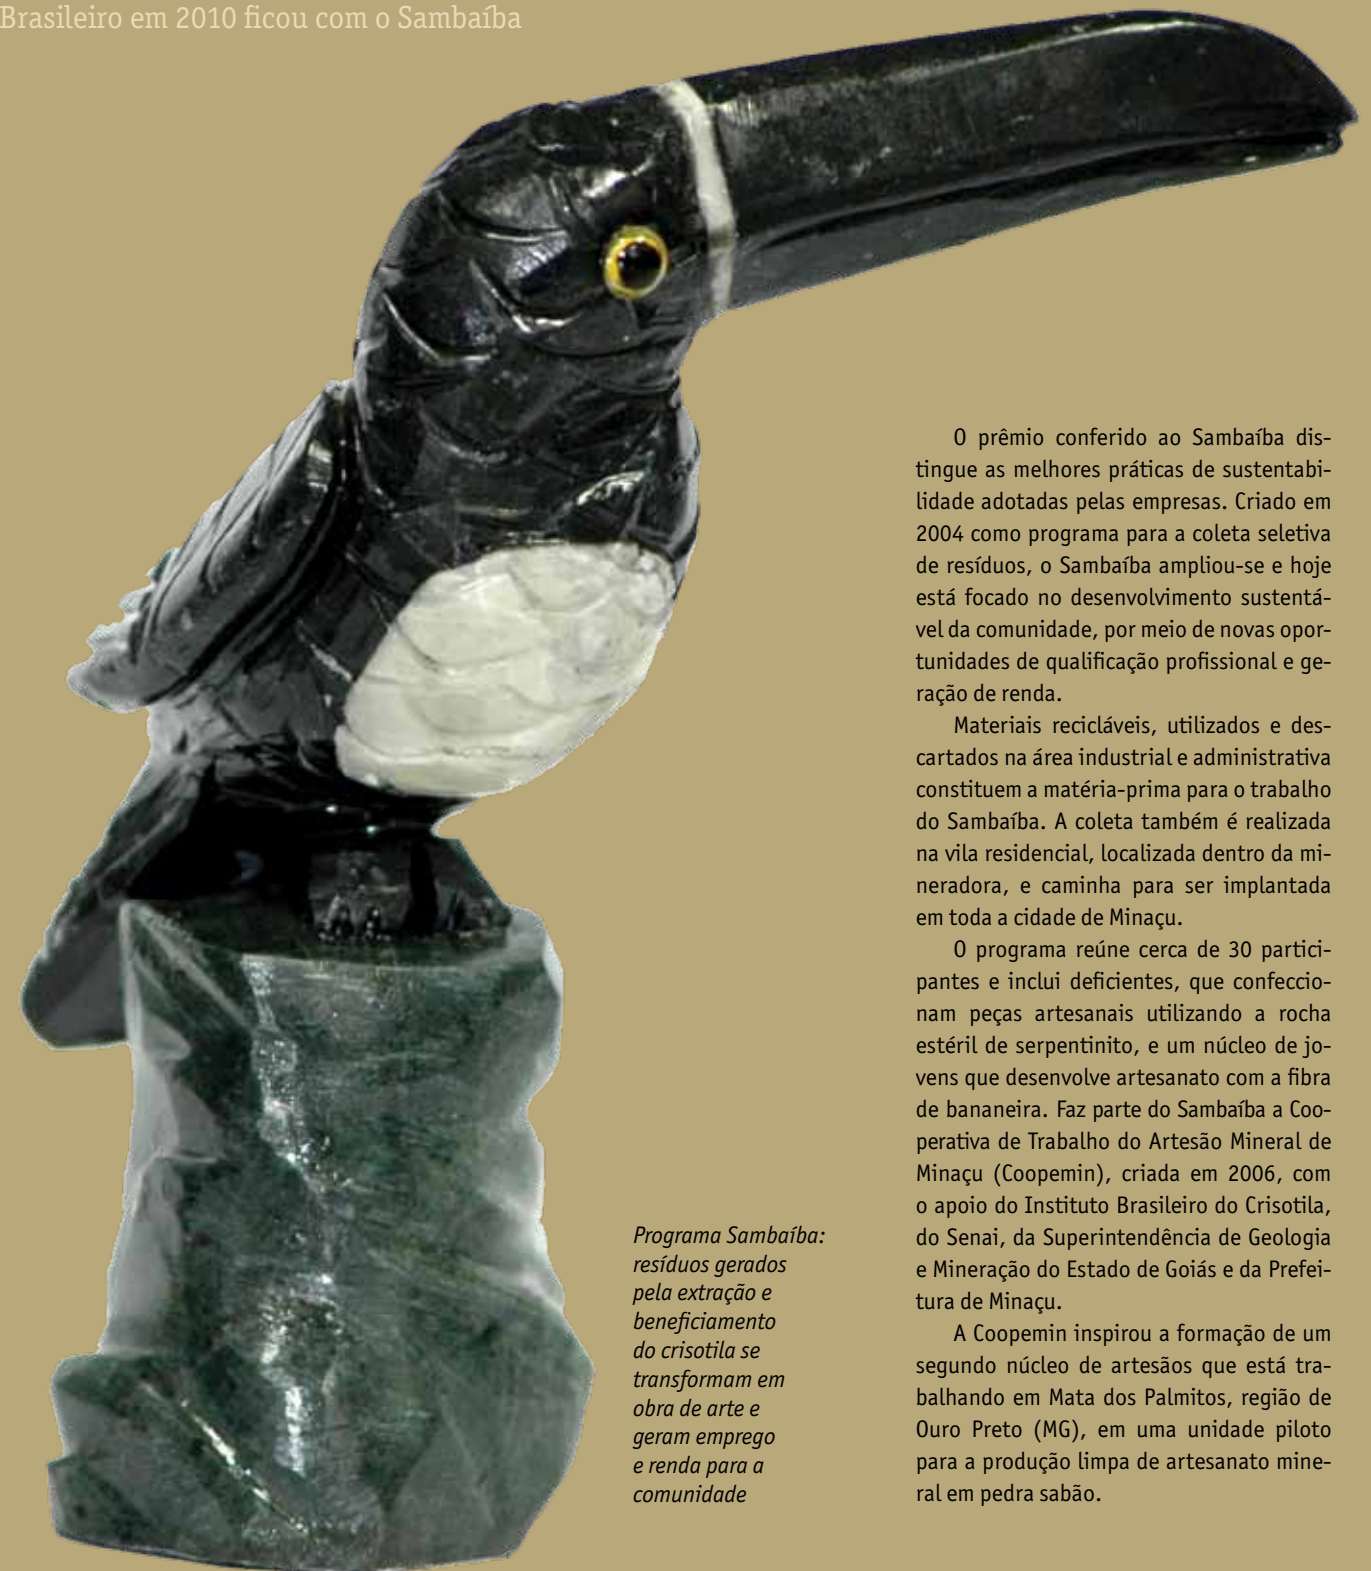 Brasileiro em 2010 ficou com o Sambaíba
O prêmio conferido ao Sambaíba dis-
tingue as melhores práticas de sustentabi-
lidade adotadas pelas empresas. Criado em
2004 como programa para a coleta seletiva
de resíduos, o Sambaíba ampliou-se e hoje
está focado no desenvolvimento sustentá-
vel da comunidade, por meio de novas opor-
tunidades de qualificação profissional e ge-
ração de renda.
Materiais recicláveis, utilizados e des-
cartados na área industrial e administrativa
constituem a matéria-prima para o trabalho
do Sambaíba. A coleta também é realizada
na vila residencial, localizada dentro da mi-
neradora, e caminha para ser implantada
em toda a cidade de Minaçu.
O programa reúne cerca de 30 partici-
pantes e inclui deficientes, que confeccio-
nam peças artesanais utilizando a rocha
estéril de serpentinito, e um núcleo de jo-
vens que desenvolve artesanato com a fibra
de bananeira. Faz parte do Sambaíba a Coo-
perativa de Trabalho do Artesão Mineral de
Minaçu (Coopemin), criada em 2006, com
o apoio do Instituto Brasileiro do Crisotila,
do Senai, da Superintendência de Geologia
e Mineração do Estado de Goiás e da Prefei-
tura de Minaçu.
A Coopemin inspirou a formação de um
segundo núcleo de artesãos que está tra-
balhando em Mata dos Palmitos, região de
Ouro Preto (MG), em uma unidade piloto
para a produção limpa de artesanato mine-
ral em pedra sabão.
Programa Sambaíba:
resíduos gerados
pela extração e
beneficiamento
do crisotila se
transformam em
obra de arte e
geram emprego
e renda para a
comunidade